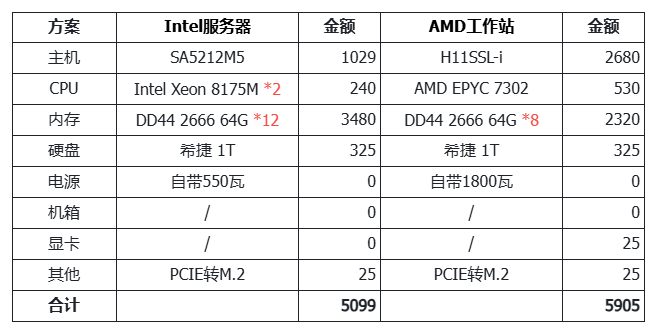 方案 Intel服务器 金额 AMD工作站 金额
主机 SA5212M5 1029 H11SSL-i 2680
CPU Intel Xeon 8175M *2 240 AMD EPYC 7302 530
内存 DD44 2666 64G *12 3480 DD44 2666 64G *8 2320
硬盘 希捷 1T 325 希捷 1T 325
电源 自带550瓦 0 自带1800瓦 0
机箱 / 0 / 0
显卡 / 0 / 25
其他 PCIE转M.2 25 PCIE转M.2 25
合计 5099 5905